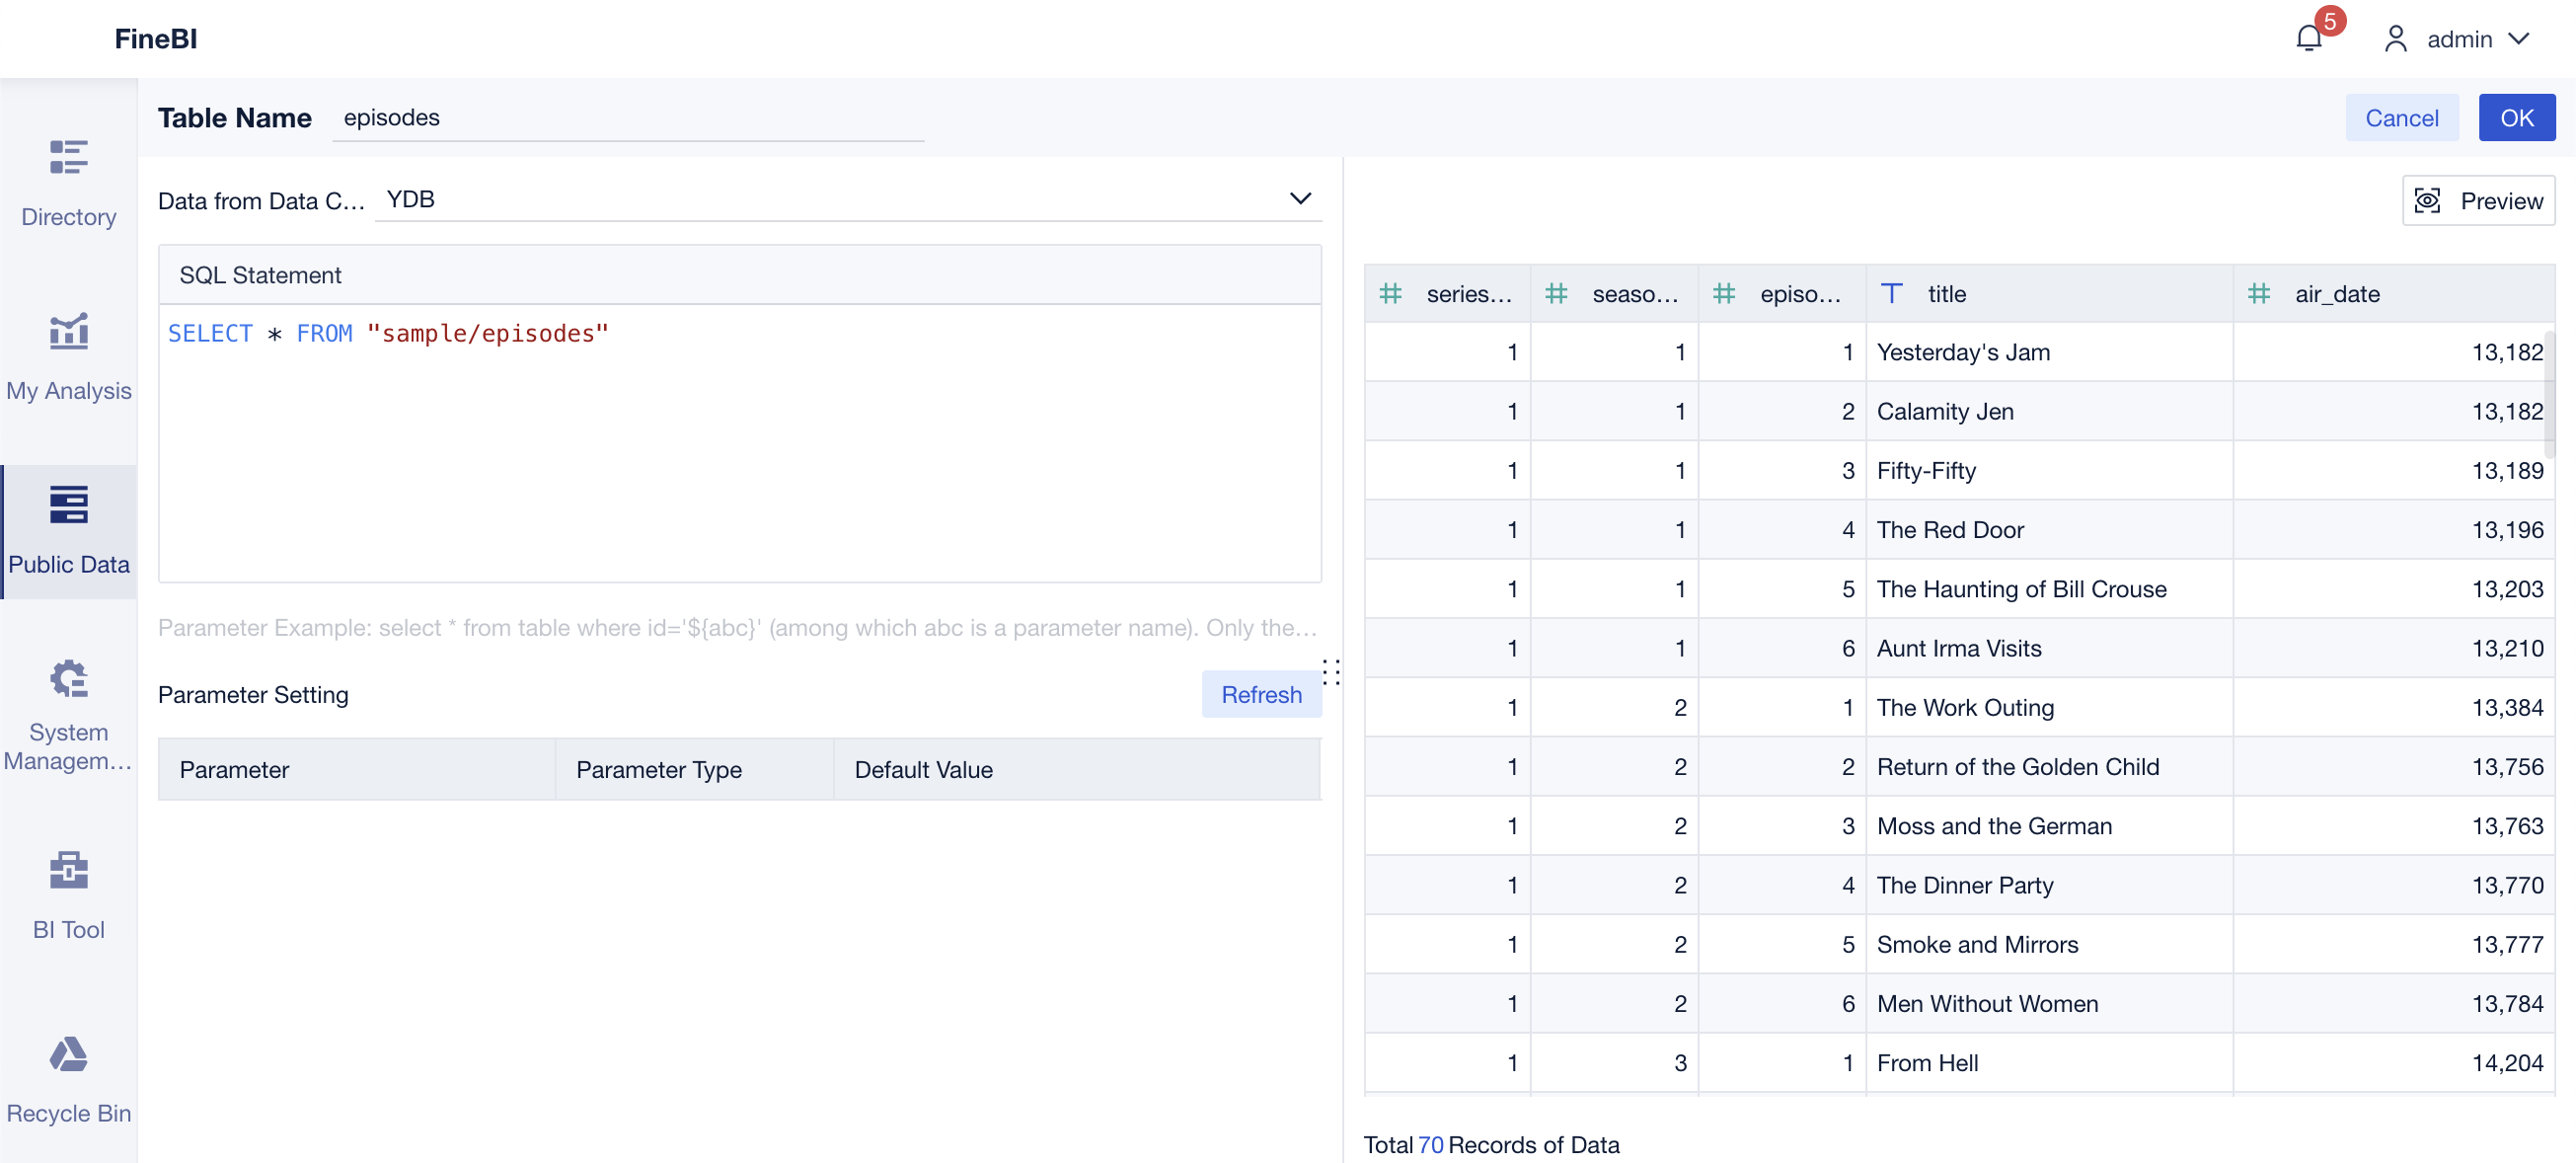 FineBI
5
admin
Directory
My Analysis
Public Data
System
Managem...
BI Tool
Recycle Bin
Table Name episodes
Cancel OK
Data from Data C... YDB
SQL Statement
SELECT * FROM "sample/episodes"
Parameter Example: select * from table where id='${abc}' (among which abc is a parameter name). Only the...
Parameter Setting Refresh
Parameter Parameter Type Default Value
Preview
series... seaso... episo... title air_date
1 1 1 Yesterday's Jam 13,182
1 1 2 Calamity Jen 13,182
1 1 3 Fifty-Fifty 13,189
1 1 4 The Red Door 13,196
1 1 5 The Haunting of Bill Crouse 13,203
1 1 6 Aunt Irma Visits 13,210
1 2 1 The Work Outing 13,384
1 2 2 Return of the Golden Child 13,756
1 2 3 Moss and the German 13,763
1 2 4 The Dinner Party 13,770
1 2 5 Smoke and Mirrors 13,777
1 2 6 Men Without Women 13,784
1 3 1 From Hell 14,204
Total 70 Records of Data